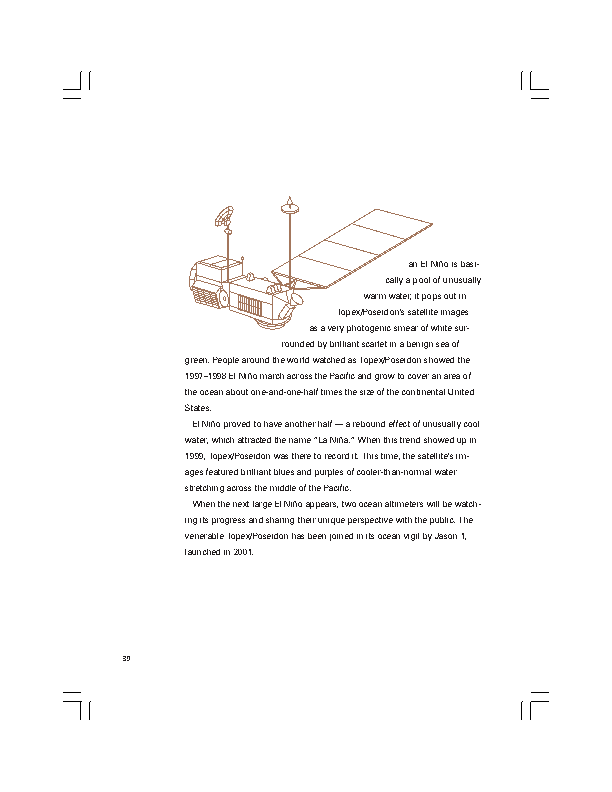 an El Niño is basi-
cally a pool of unusually
warm water; it pops out in
Topex/Poseidon's satellite images
as a very photogenic smear of white sur-
rounded by brilliant scarlet in a benign sea of
green. People around the world watched as Topex/Poseidon showed the
1997–1998 El Niño march across the Pacific and grow to cover an area of
the ocean about one-and-one-half times the size of the continental United
States.
El Niño proved to have another half — a rebound effect of unusually cool
water, which attracted the name "La Niña." When this trend showed up in
1999, Topex/Poseidon was there to record it. This time, the satellite's im-
ages featured brilliant blues and purples of cooler-than-normal water
stretching across the middle of the Pacific.
When the next large El Niño appears, two ocean altimeters will be watch-
ing its progress and sharing their unique perspective with the public. The
venerable Topex/Poseidon has been joined in its ocean vigil by Jason 1,
launched in 2001.
39